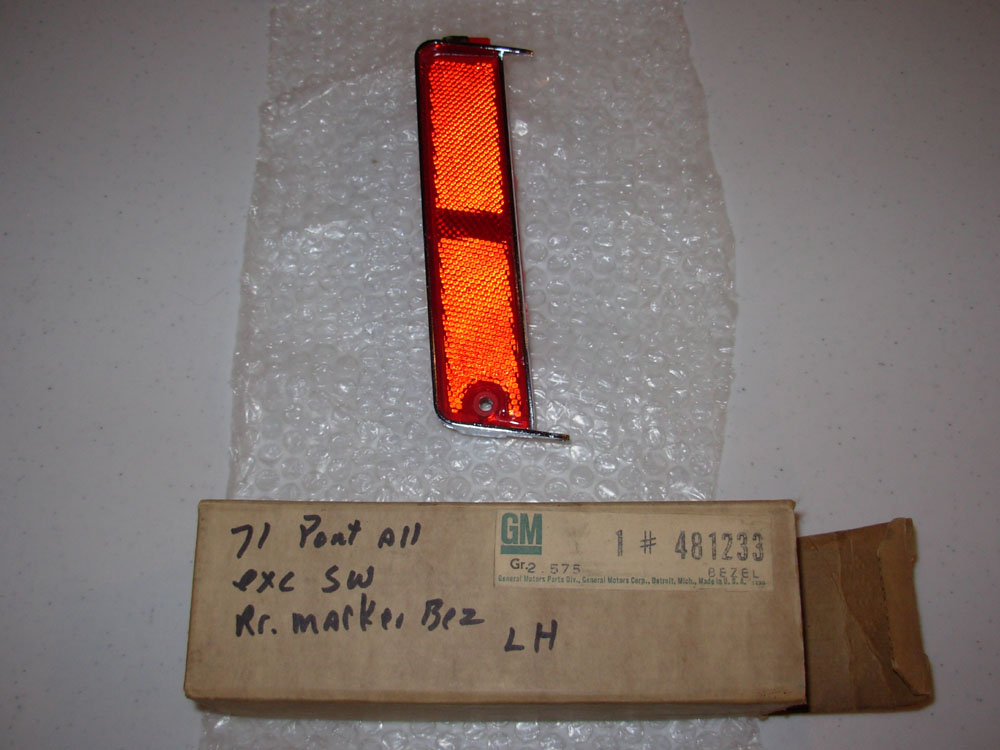 71 Pont All
exc SW
Rr. marker Bez
LH
GM
1 # 481233
Gr. 2.575
BEZEL
General Motors Parts Div., General Motors Corp., Detroit, Mich., Made in U.S.A.